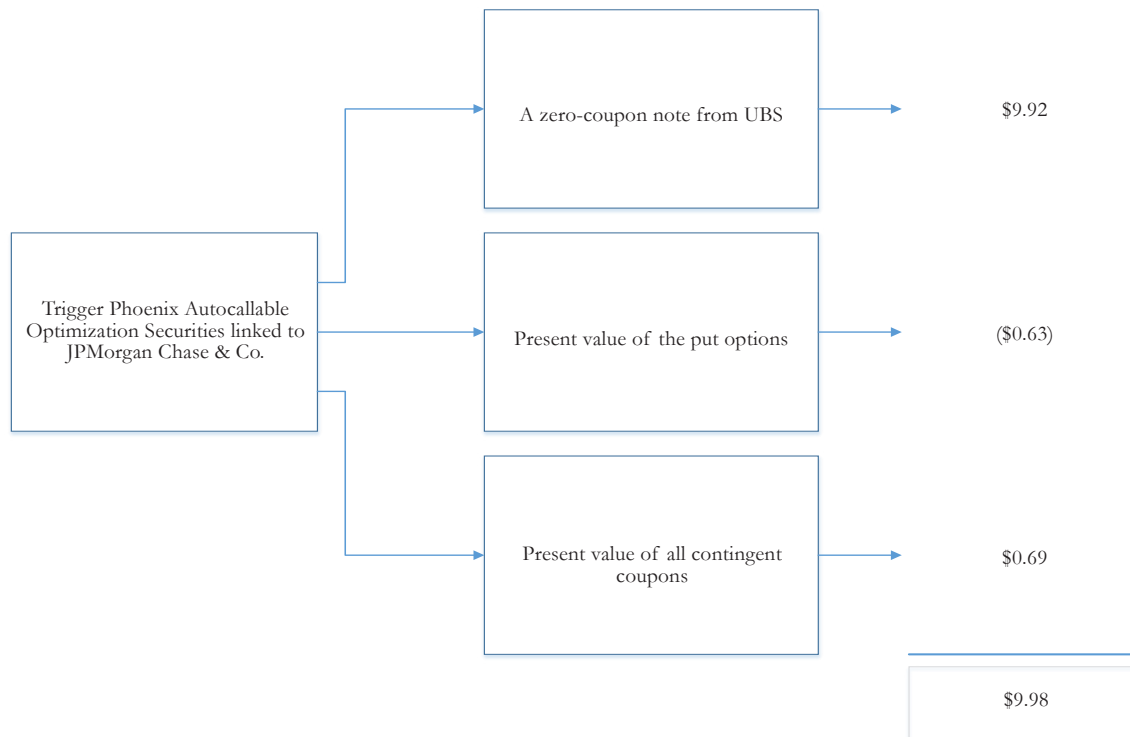 A zero-coupon note from UBS
$9.92
Trigger Phoenix Autocallable
Optimization Securities linked to
JPMorgan Chase & Co.
Present value of the put options
($0.63)
Present value of all contingent
coupons
$0.69
$9.98